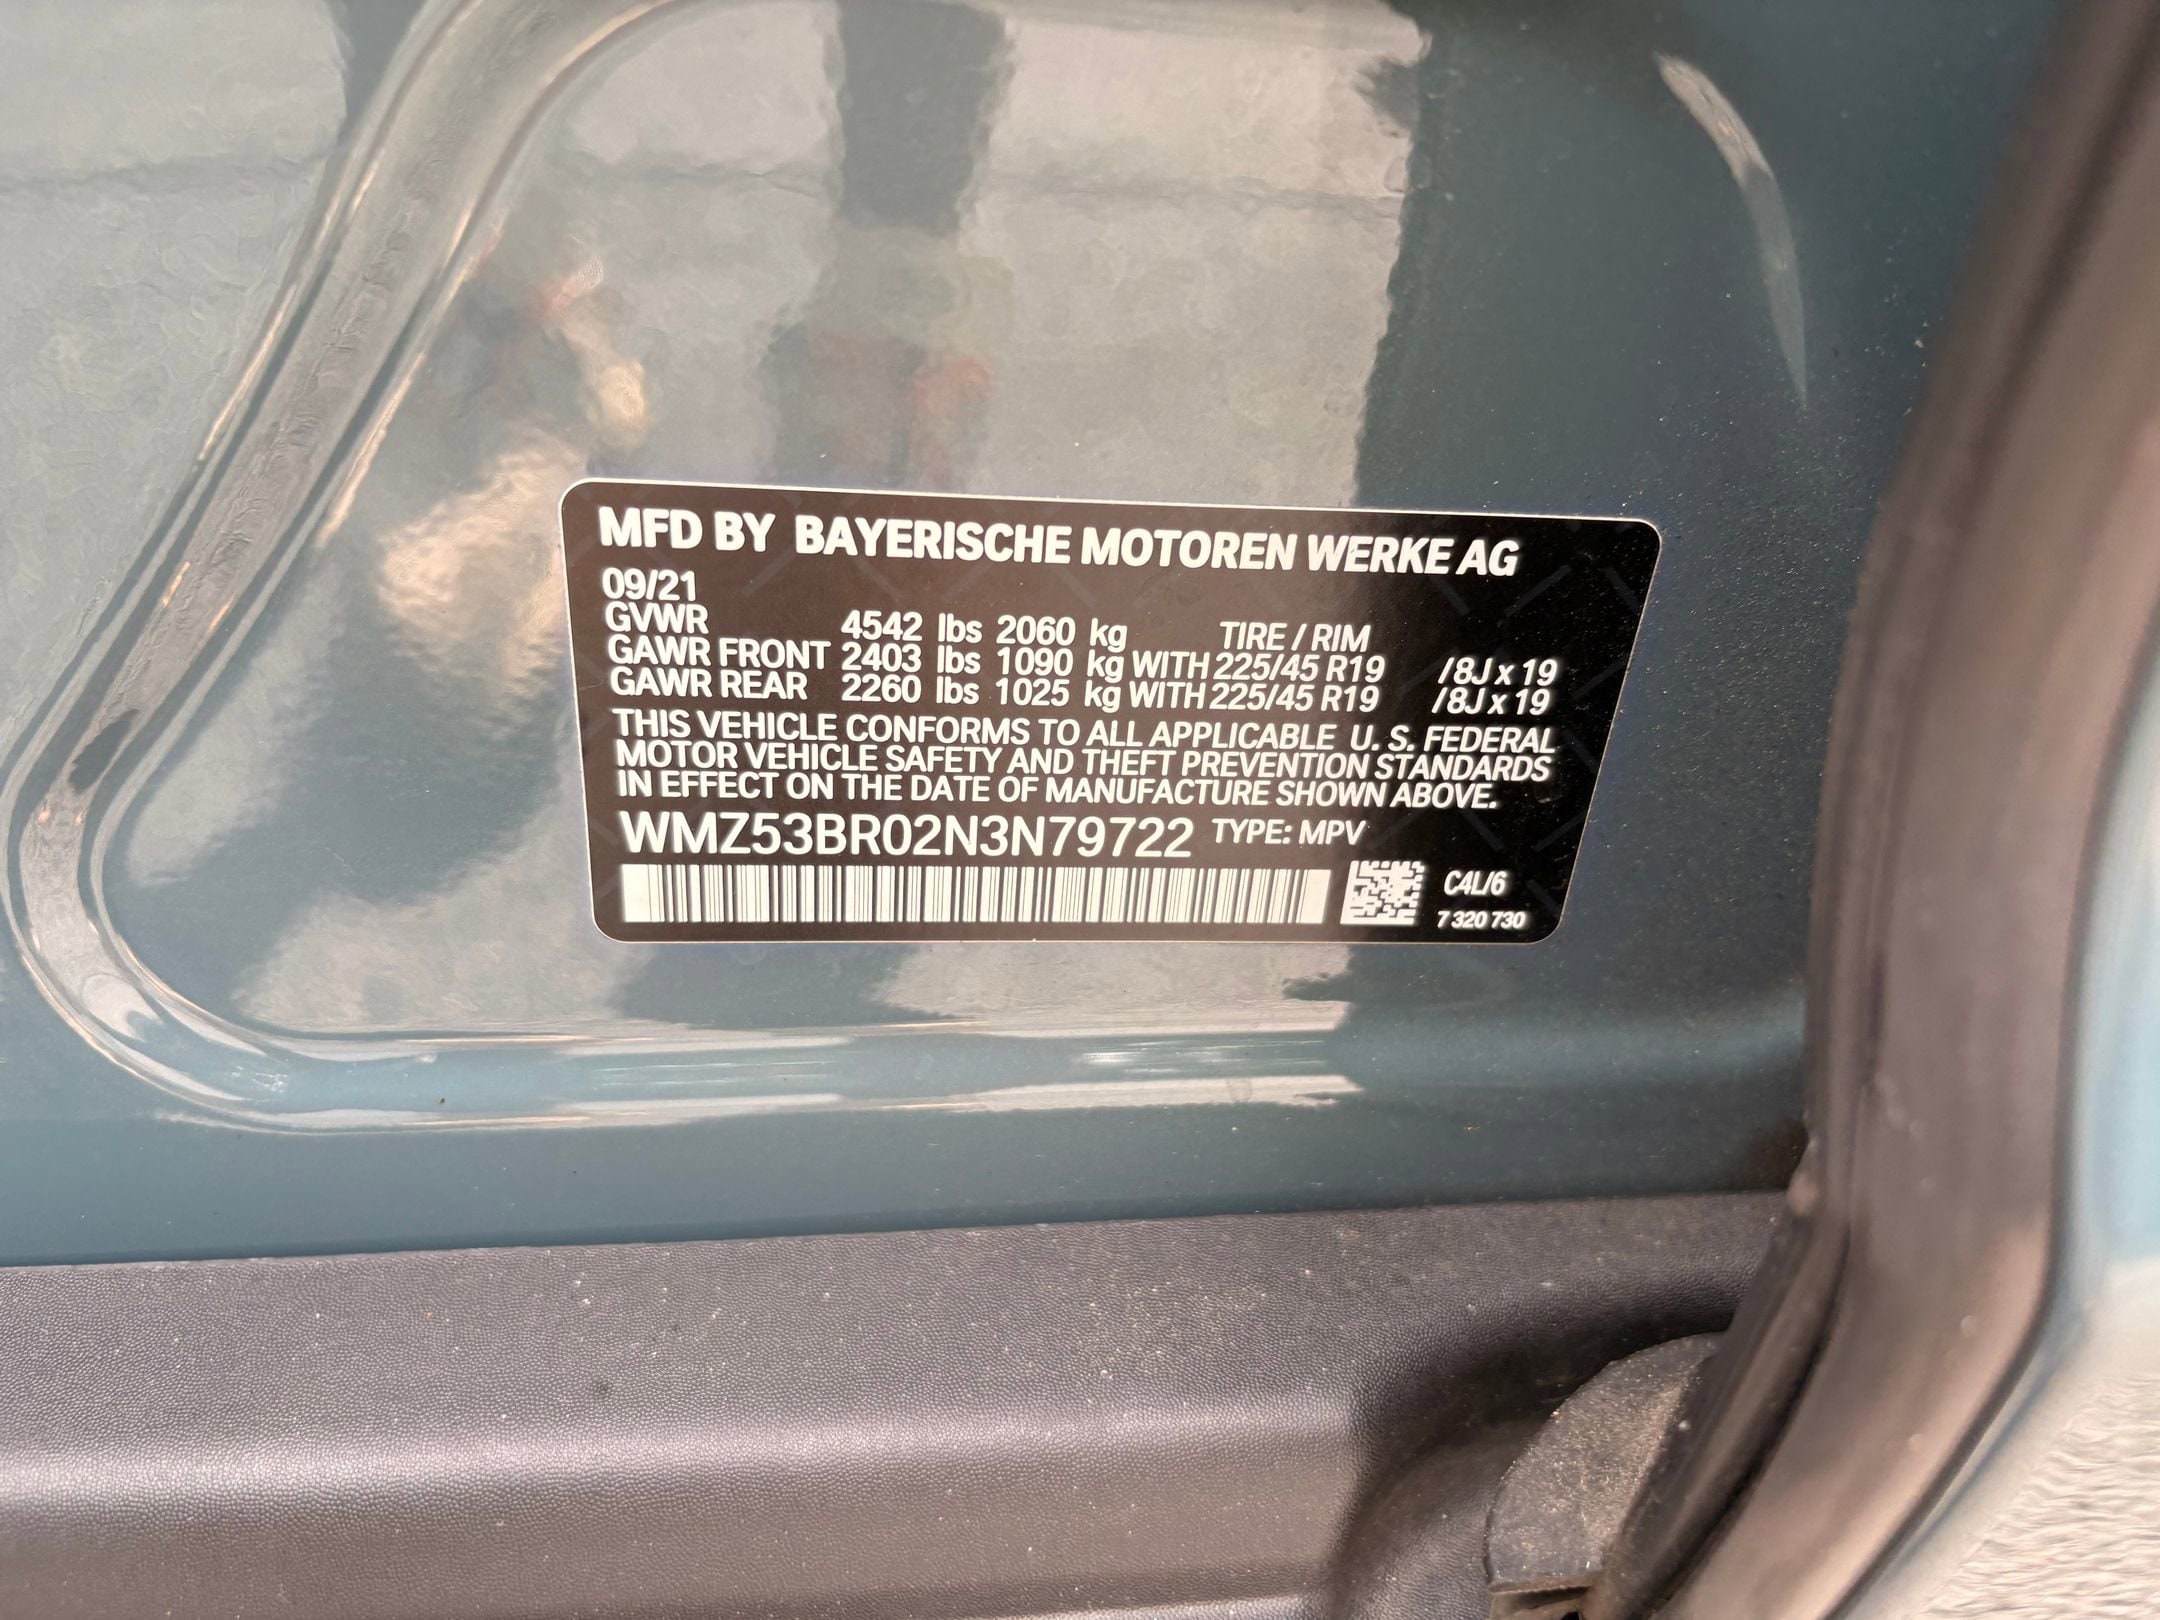 MFD BY BAYERISCHE MOTOREN WERKE AG
09/21
GVWR 4542 lbs 2060 kg TIRE / RIM
GAWR FRONT 2403 lbs 1090 kg WITH 225/45 R19 /8J x 19
GAWR REAR 2260 lbs 1025 kg WITH 225/45 R19 /8J x 19
THIS VEHICLE CONFORMS TO ALL APPLICABLE U. S. FEDERAL
MOTOR VEHICLE SAFETY AND THEFT PREVENTION STANDARDS
IN EFFECT ON THE DATE OF MANUFACTURE SHOWN ABOVE.
WMZ53BR02N3N79722 TYPE: MPV
C4L/6
7 320 730